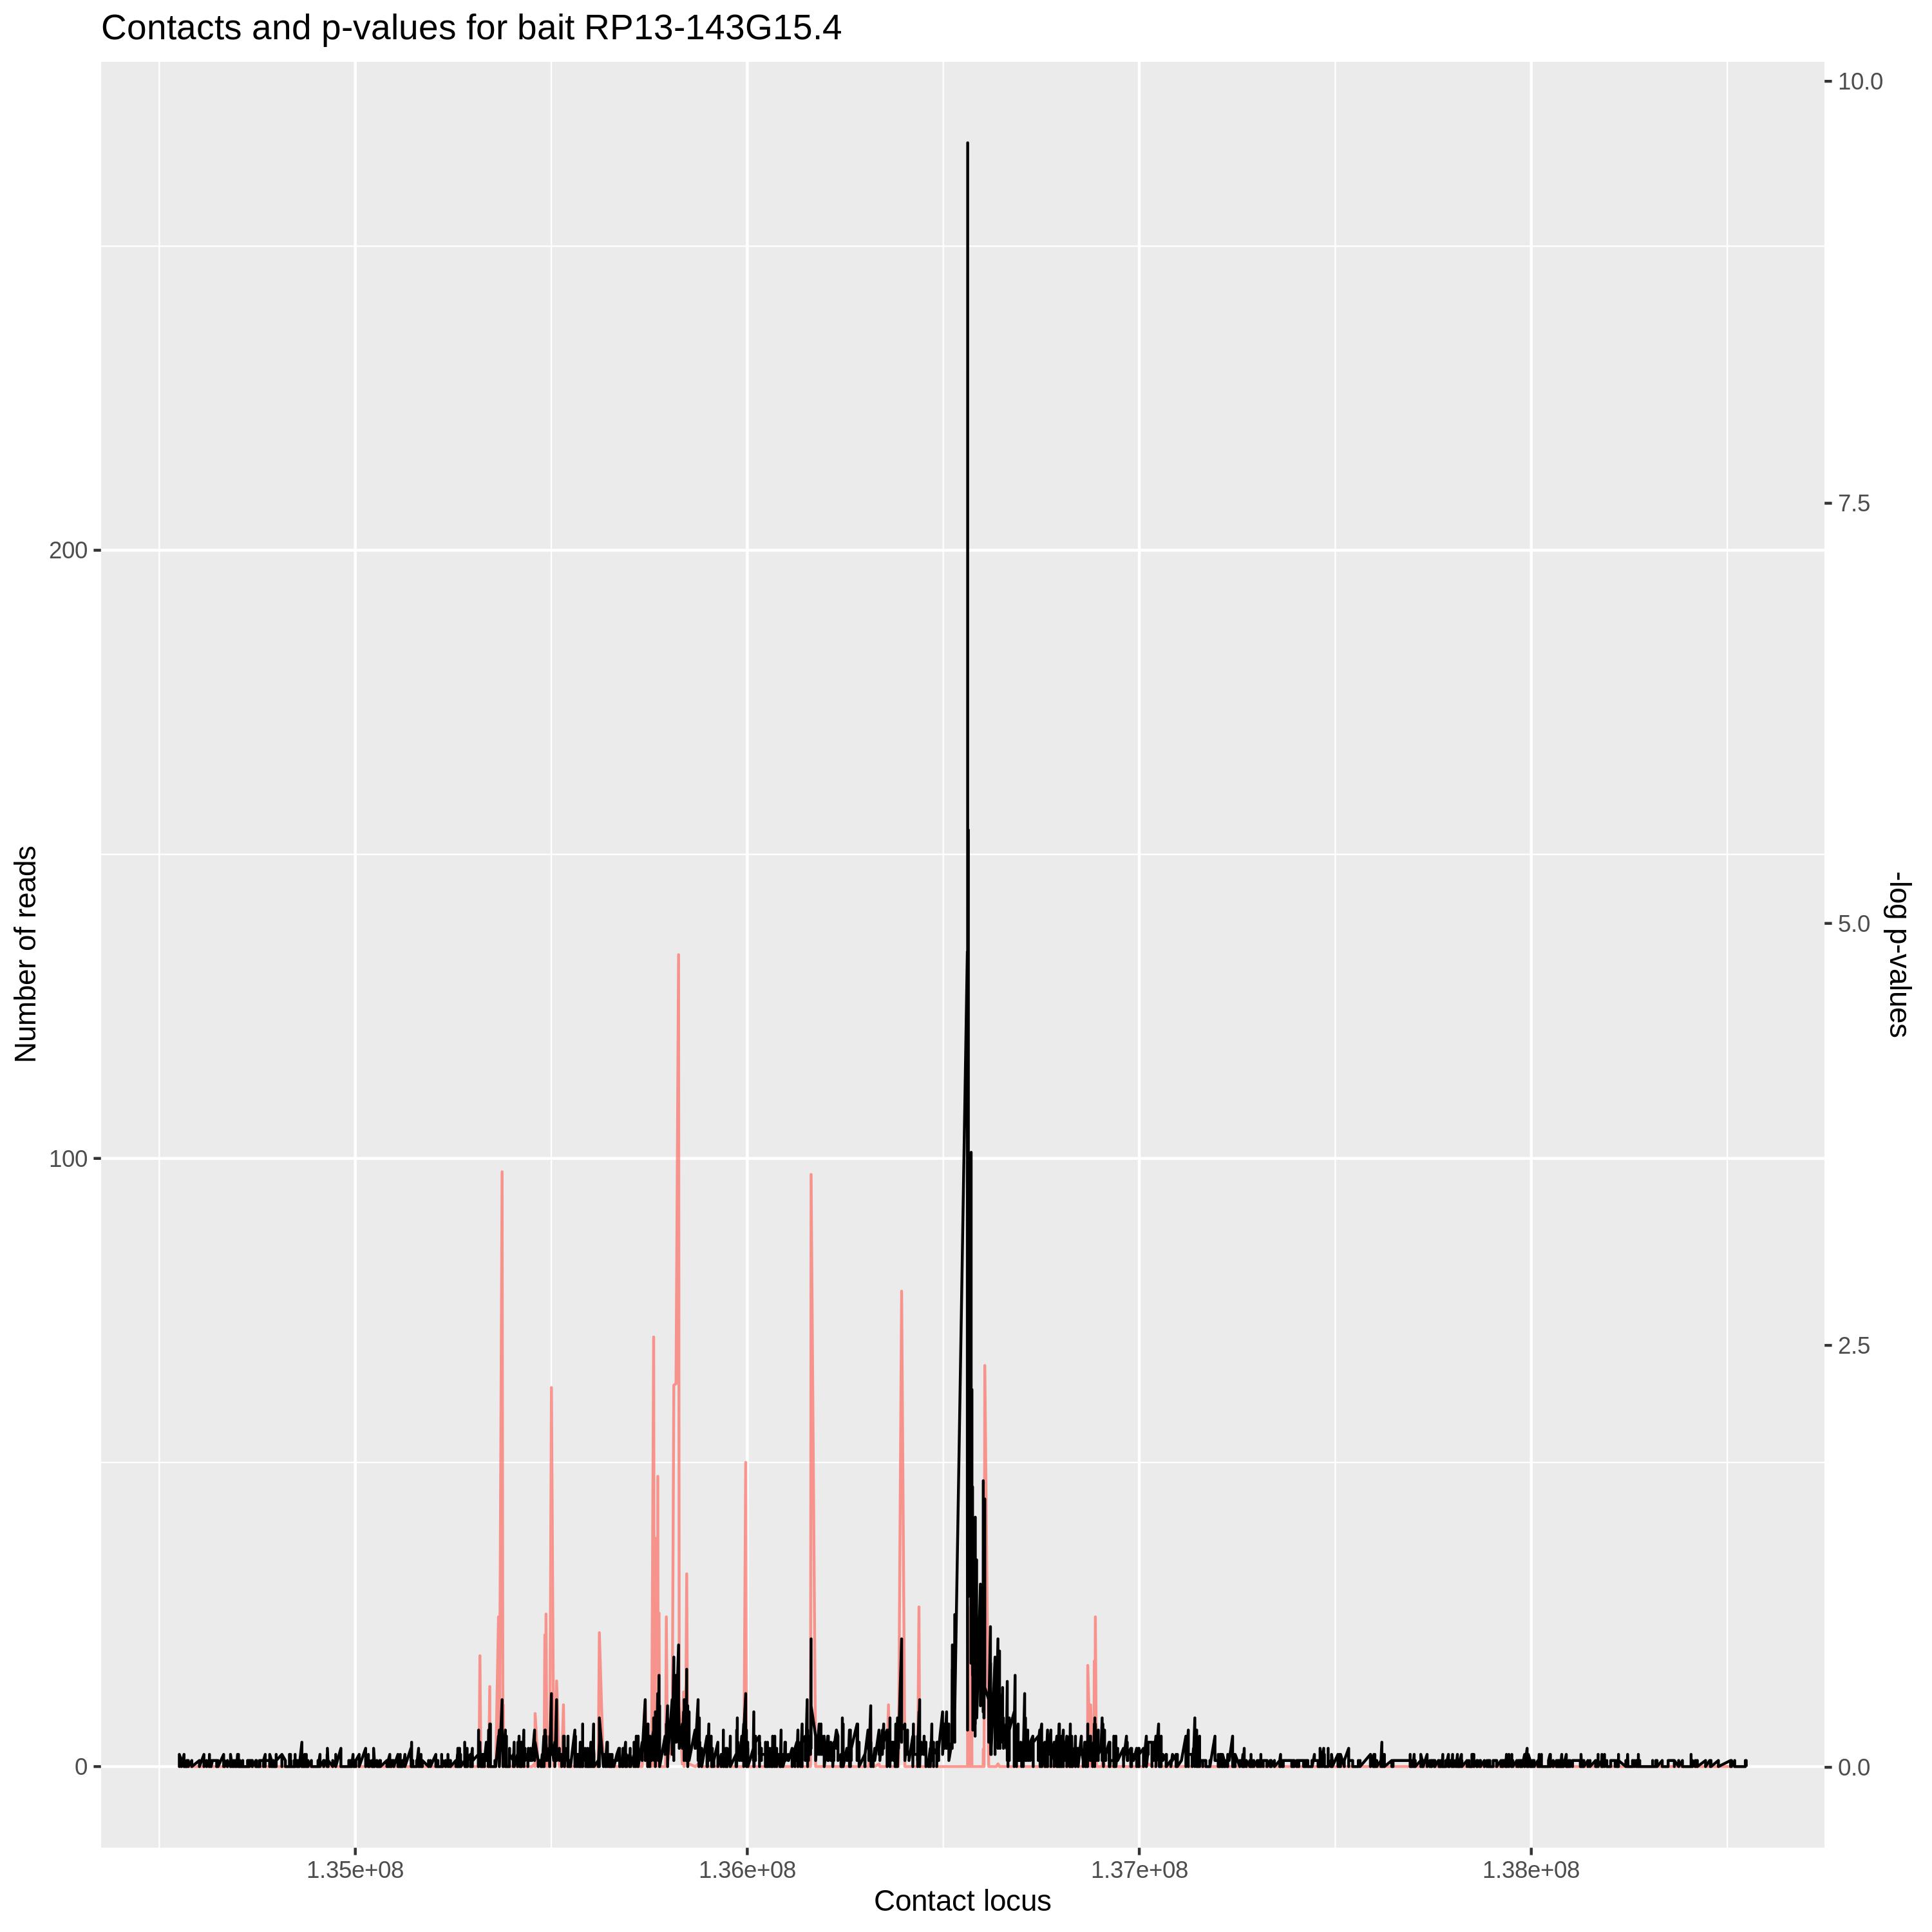 Contacts and p-values for bait RP13-143G15.4
10.0
7.5
200
5.0
Number of reads
-log p-values
100
2.5
0
0.0
1.35e+08
1.36e+08
1.37e+08
1.38e+08
Contact locus